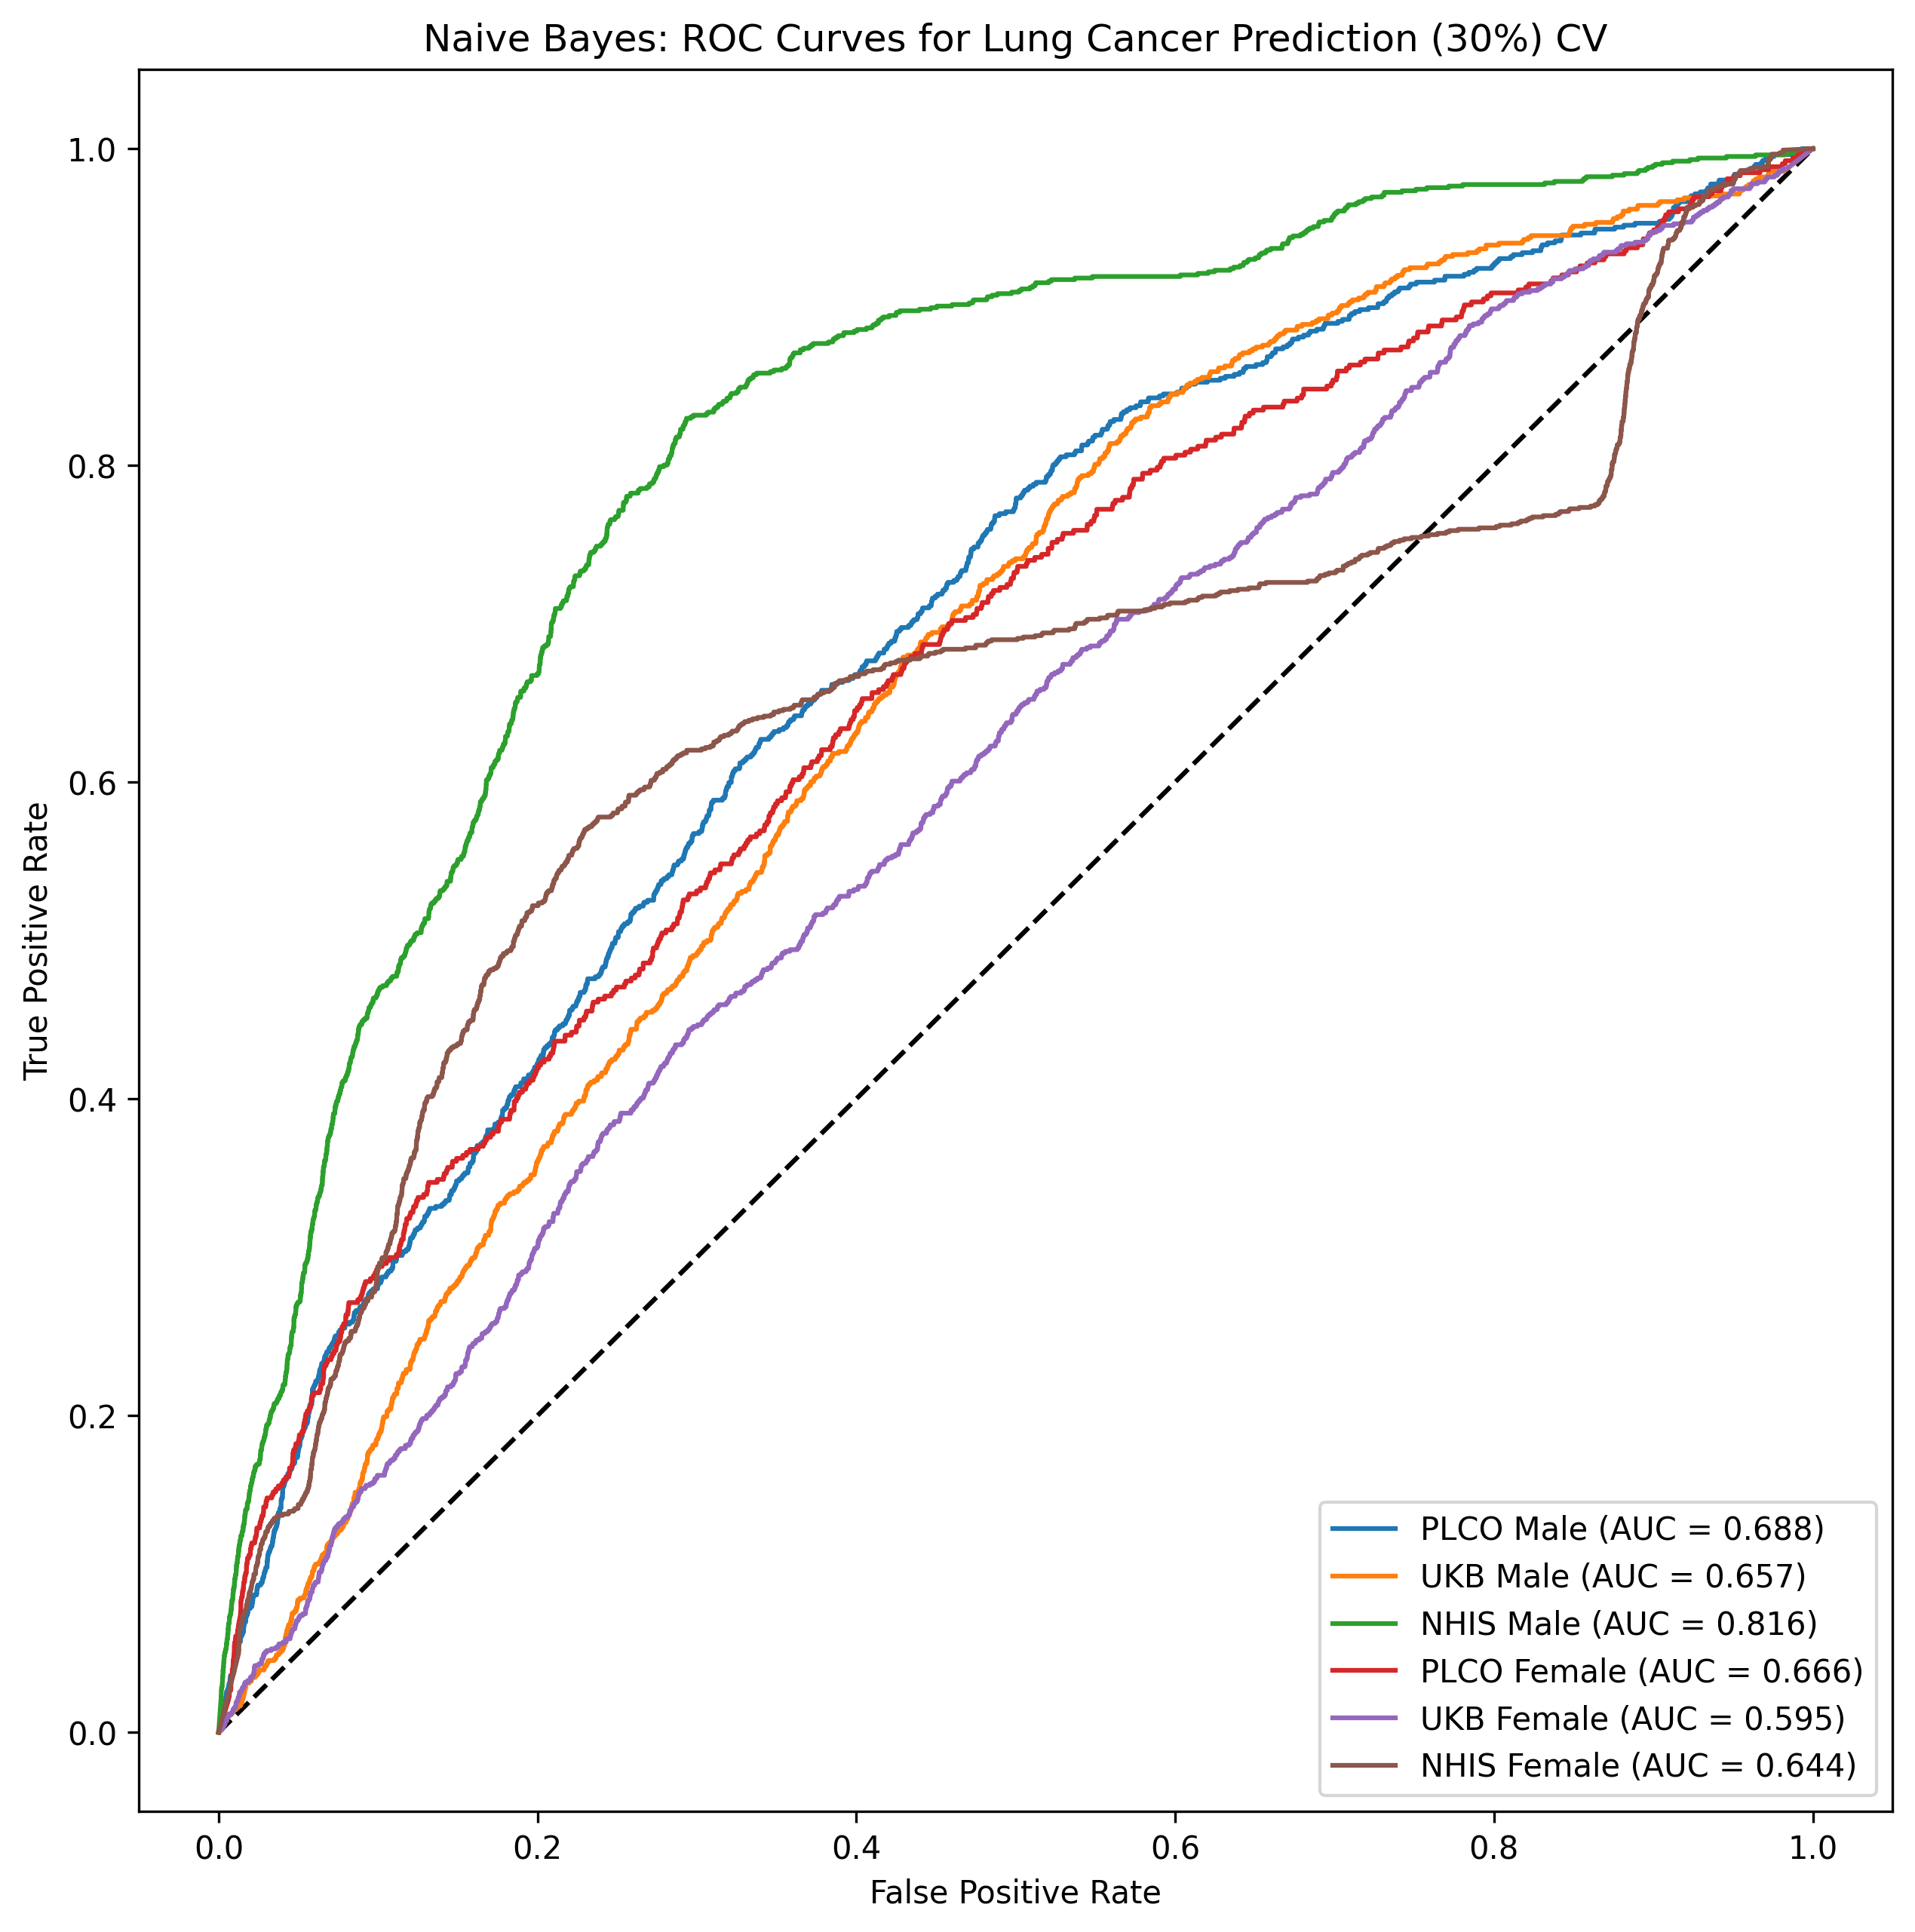 Naive Bayes: ROC Curves for Lung Cancer Prediction (30%) CV
True Positive Rate
1.0
0.8
0.6
0.4
0.2
0.0
0.0 0.2 0.4 0.6 0.8 1.0
False Positive Rate
PLCO Male (AUC = 0.688)
UKB Male (AUC = 0.657)
NHIS Male (AUC = 0.816)
PLCO Female (AUC = 0.666)
UKB Female (AUC = 0.595)
NHIS Female (AUC = 0.644)